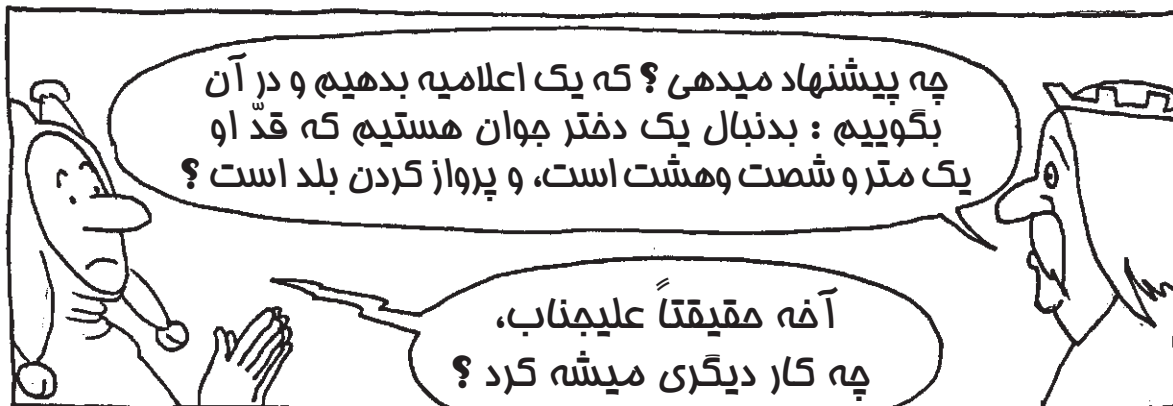 چه پیشنهاد میدهی ؟ که یک اعلامیه بدهیم و در آن
بگوییم : بدنبال یک دختر جوان هستیم که قدّ او
یک متر و شصت وهشت است، و پرواز کردن بلد است ؟
آخه حقیقتاً علیجناب،
چه کار دیگری میشه کرد ؟